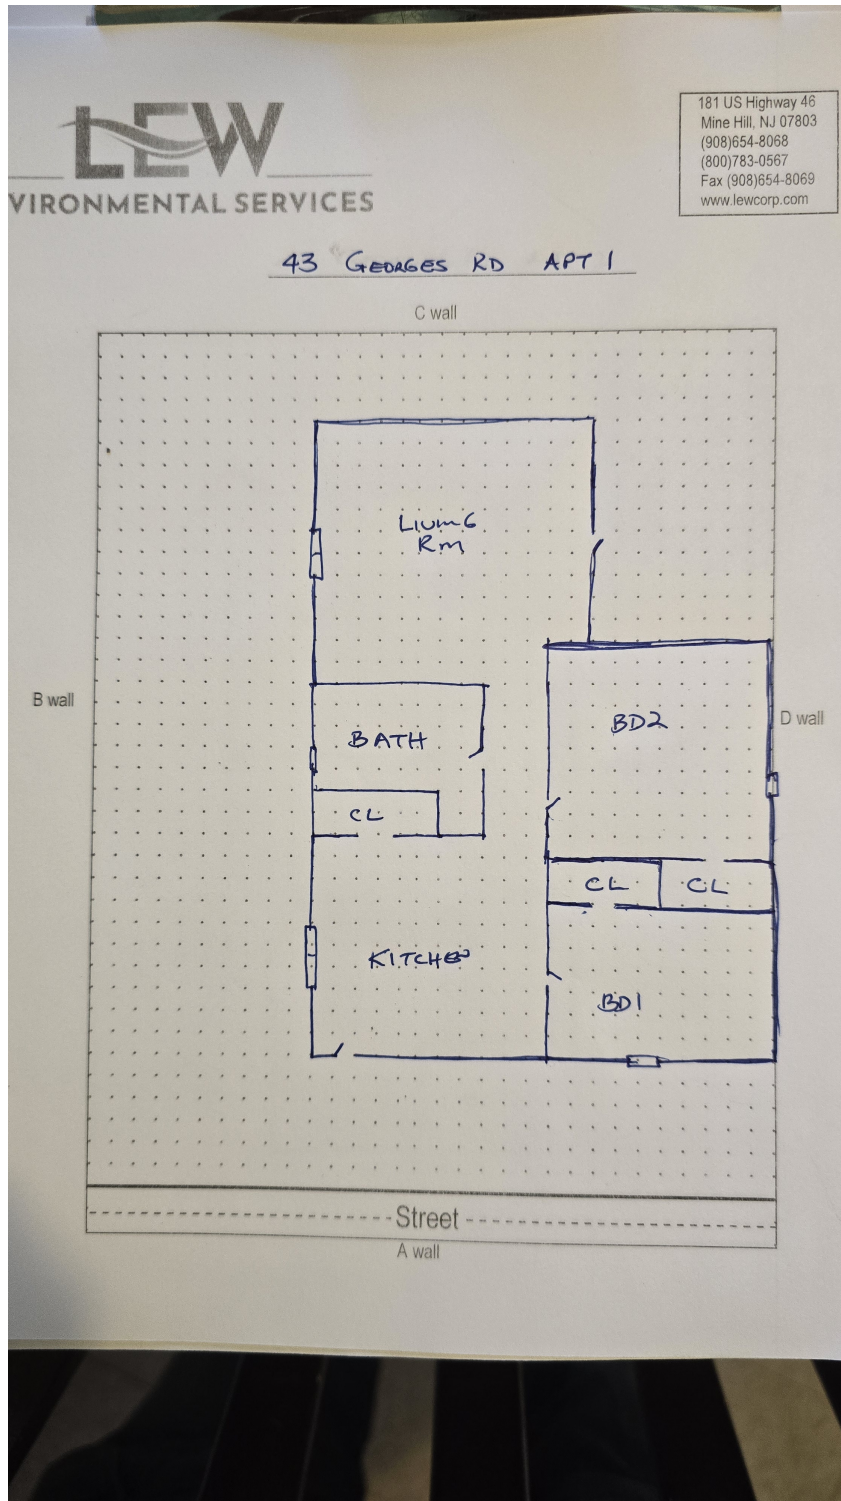 LEW
VIRONMENTAL SERVICES
181 US Highway 46
Mine Hill, NJ 07803
(908)654-8068
(800)783-0567
Fax (908)654-8069
www.lewcorp.com
43 GEORGES RD APT 1
C wall
LIVING
Rm
B wall
BATH
BD2
D wall
CL
CL
CL
KITCHEN
BD1
Street
A wall